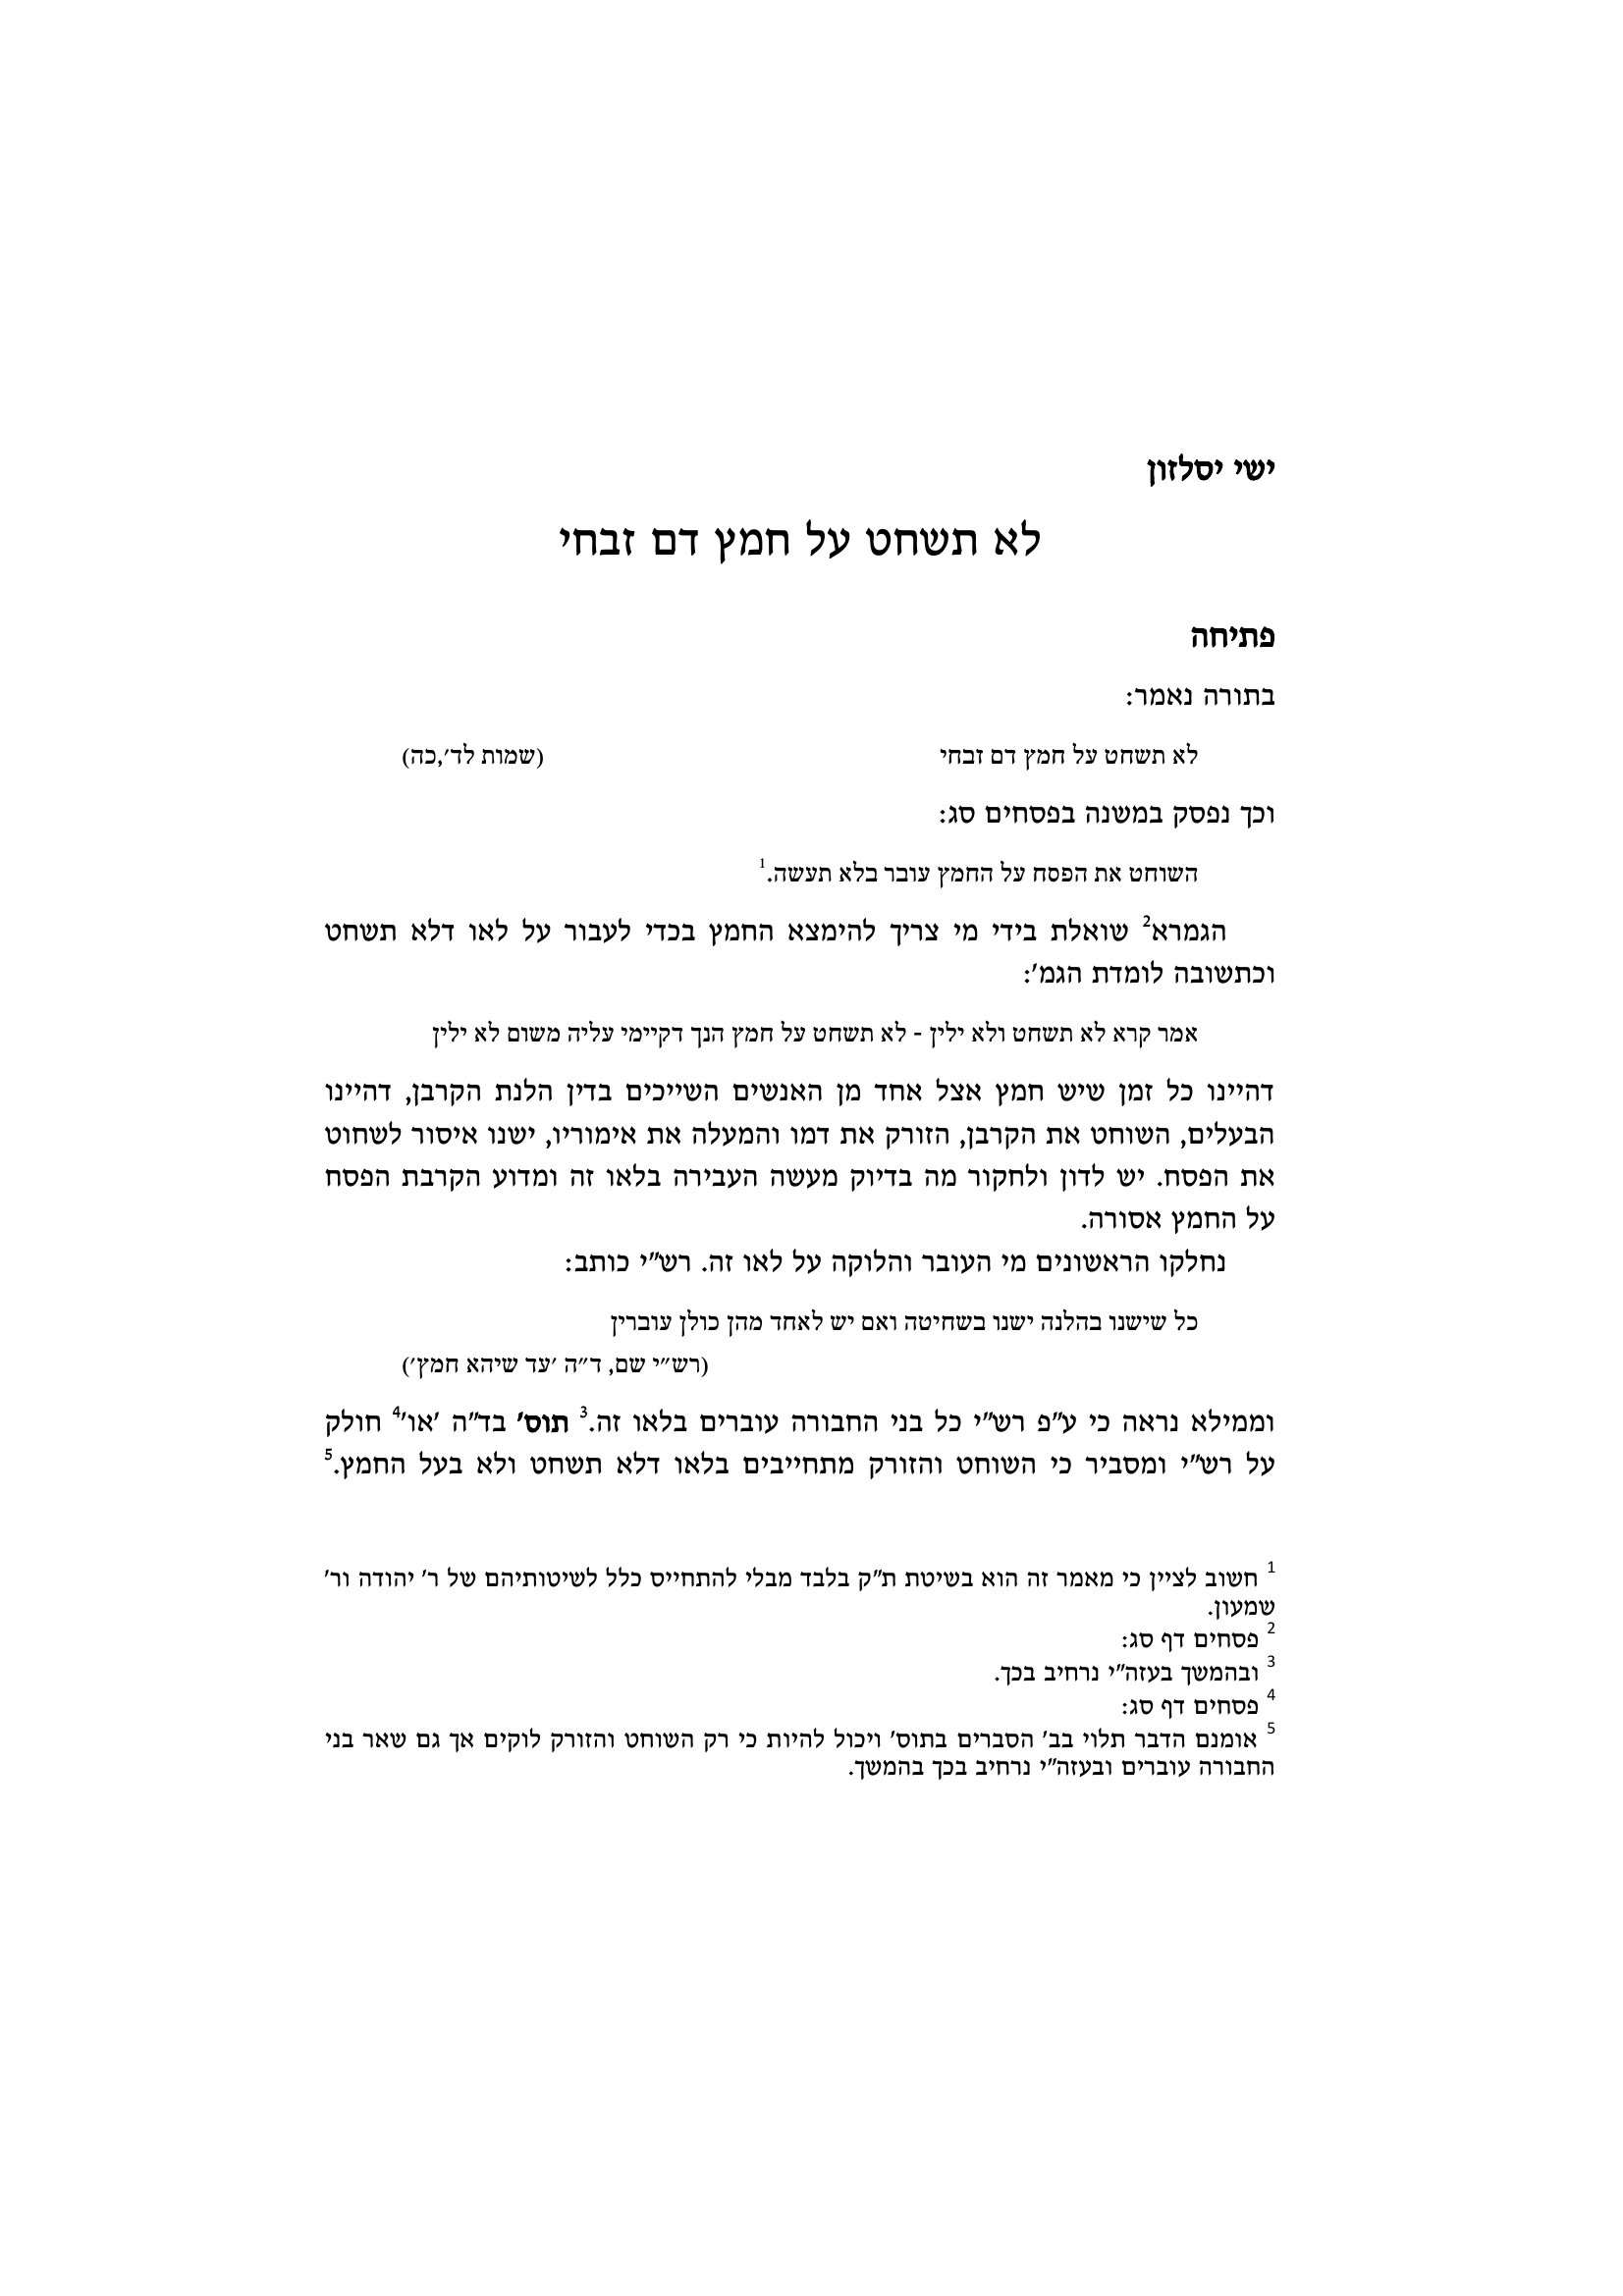 ישי יסלזון
לא תשחט על חמץ דם זבחי
פתיחה
בתורה נאמר:
לא תשחט על חמץ דם זבחי (שמות לד׳,כה)
וכך נפסק במשנה בפסחים סג:
השוחט את הפסח על החמץ עובר בלא תעשה.1
הגמרא2 שואלת בידי מי צריך להימצא החמץ בכדי לעבור על לאו דלא תשחט
וכתשובה לומדת הגמ׳:
אמר קרא לא תשחט ולא ילין - לא תשחט על חמץ הנך דקיימי עליה משום לא ילין
דהיינו כל זמן שיש חמץ אצל אחד מן האנשים השייכים בדין הלנת הקרבן, דהיינו
הבעלים, השוחט את הקרבן, הזורק את דמו והמעלה את אימוריו, ישנו איסור לשחוט
את הפסח. יש לדון ולחקור מה בדיוק מעשה העבירה בלאו זה ומדוע הקרבת הפסח
על החמץ אסורה.
נחלקו הראשונים מי העובר והלוקה על לאו זה. רש״י כותב:
כל שישנו בהלנה ישנו בשחיטה ואם יש לאחד מהן כולן עוברין
(רש״י שם, ד״ה ׳עד שיהא חמץ׳)
וממילא נראה כי ע״פ רש״י כל בני החבורה עוברים בלאו זה.3 תוס׳ בד״ה ׳או׳4 חולק
על רש״י ומסביר כי השוחט והזורק מתחייבים בלאו דלא תשחט ולא בעל החמץ.5
1 חשוב לציין כי מאמר זה הוא בשיטת ת״ק בלבד מבלי להתחייס כלל לשיטותיהם של ר׳ יהודה ור׳
שמעון.
2 פסחים דף סג:
3 ובהמשך בעזה״י נרחיב בכך.
4 פסחים דף סג:
5 אומנם הדבר תלוי בב׳ הסברים בתוס׳ ויכול להיות כי רק השוחט והזורק לוקים אך גם שאר בני
החבורה עוברים ובעזה״י נרחיב בכך בהמשך.